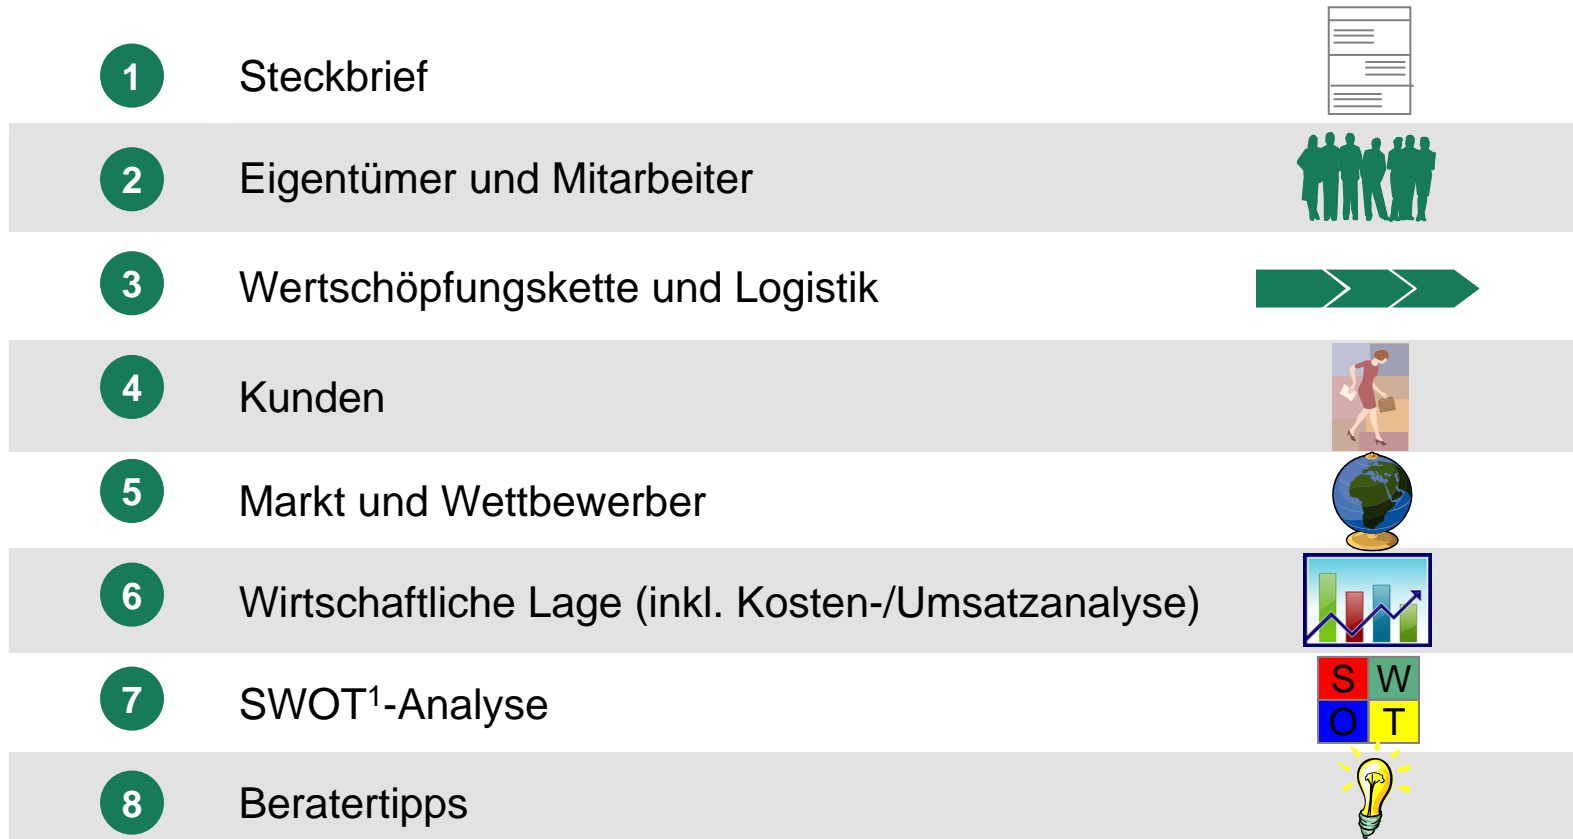 1 Steckbrief
2 Eigentümer und Mitarbeiter
3 Wertschöpfungskette und Logistik
4 Kunden
5 Markt und Wettbewerber
6 Wirtschaftliche Lage (inkl. Kosten-/Umsatzanalyse)
7 SWOT¹-Analyse
S W
O T
8 Beratertipps